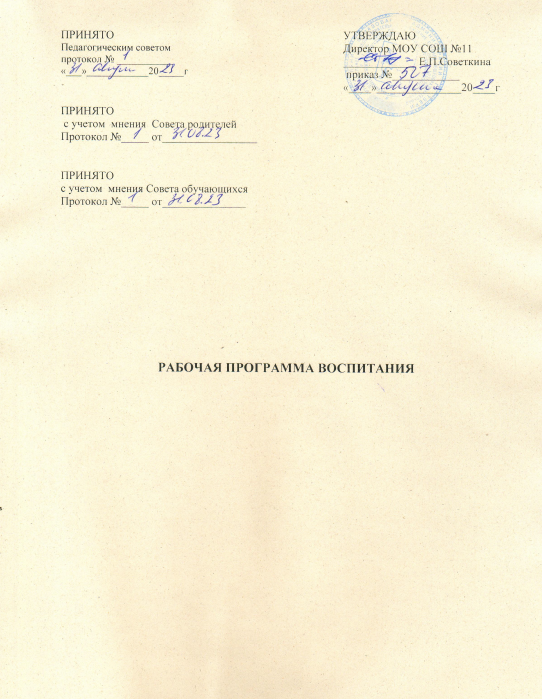 ПРИНЯТО
Педагогическим советом
протокол № 1
« 31 » августа 2023 г
ПРИНЯТО
с учетом мнения Совета родителей
Протокол № 1 от 31.08.23
ПРИНЯТО
с учетом мнения Совета обучающихся
Протокол № 1 от 31.08.23
УТВЕРЖДАЮ
Директор МОУ СОШ №11
Е.П.Советкина
приказ № 507
« 31 » августа 2023 г
РАБОЧАЯ ПРОГРАММА ВОСПИТАНИЯ